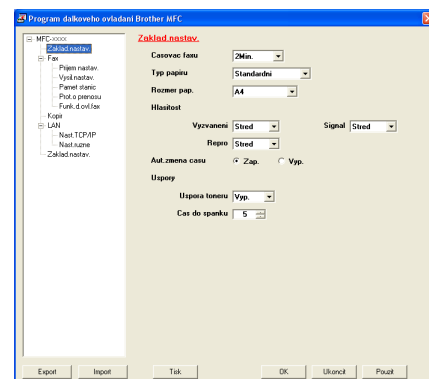 Program dalkoveho ovladani Brother MFC
MFC-xxxx
Zaklad.nastav.
Fax
Prijem nastav.
Vysil.nastav.
Pamet stanic
Prot.o prenosu
Funk.d.ovl.fax
Kopir
LAN
Nast.TCP/IP
Nast.ruzne
Zaklad.nastav.
Zaklad.nastav.
Casovac faxu 2Min.
Typ papiru Standardni
Rozmer pap. A4
Hlasitost
Vyzvaneni Stred Signal Stred
Repro Stred
Aut.zmena casu Zap. Vyp.
Uspory
Uspora toneru Vyp.
Cas do spanku 5
Export Import Tisk OK Ukoncit Pouzit